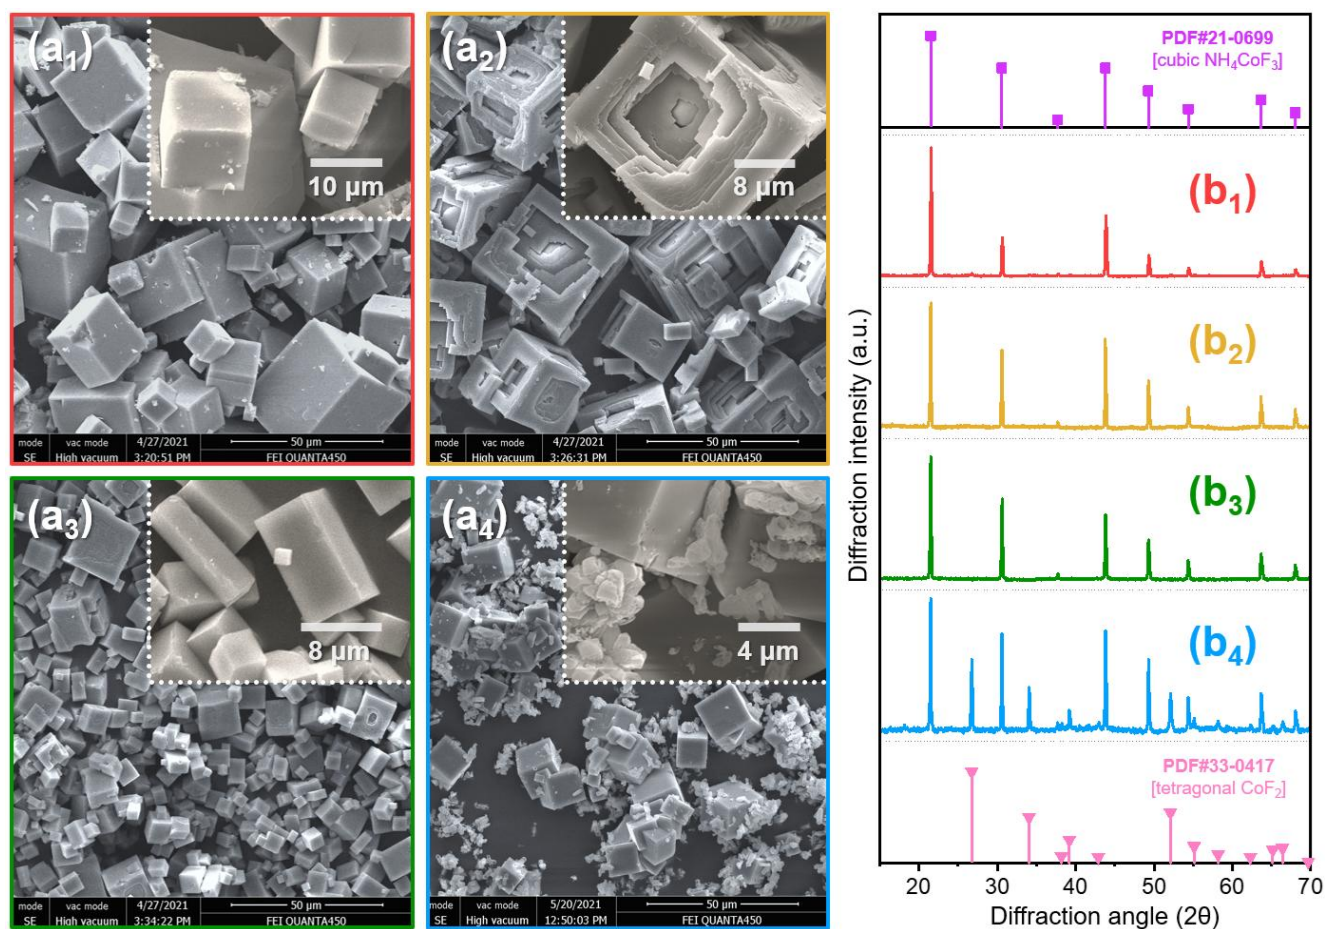 (a₁)
10 µm
mode vac mode 4/27/2021 50 µm
SE High vacuum 3:20:51 PM FEI QUANTA450
(a₂)
8 µm
mode vac mode 4/27/2021 50 µm
SE High vacuum 3:26:31 PM FEI QUANTA450
(a₃)
8 µm
mode vac mode 4/27/2021 50 µm
SE High vacuum 3:34:22 PM FEI QUANTA450
(a₄)
4 µm
mode vac mode 5/20/2021 50 µm
SE High vacuum 12:50:03 PM FEI QUANTA450
Diffraction intensity (a.u.)
PDF#21-0699
[cubic NH₄CoF₃]
(b₁)
(b₂)
(b₃)
(b₄)
PDF#33-0417
[tetragonal CoF₂]
20 30 40 50 60 70
Diffraction angle (2θ)